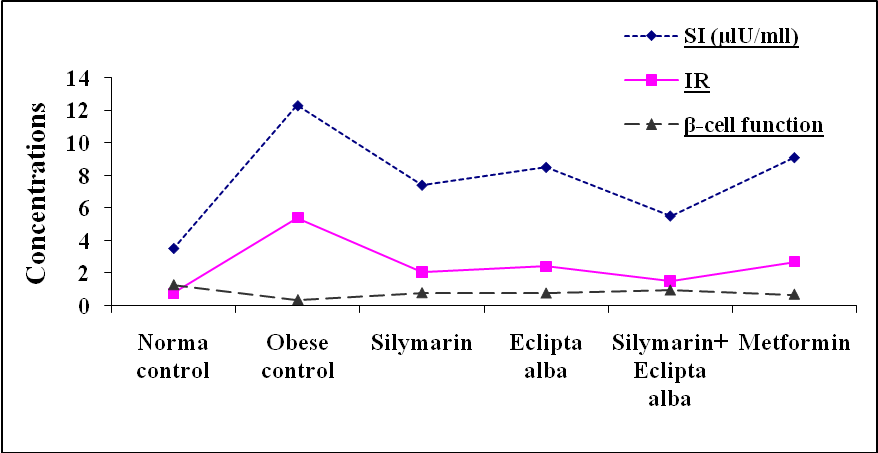 SI (µIU/mll)
IR
β-cell function
Concentrations
14
12
10
8
6
4
2
0
Norma control
Obese control
Silymarin
Eclipta alba
Silymarin+ Eclipta alba
Metformin